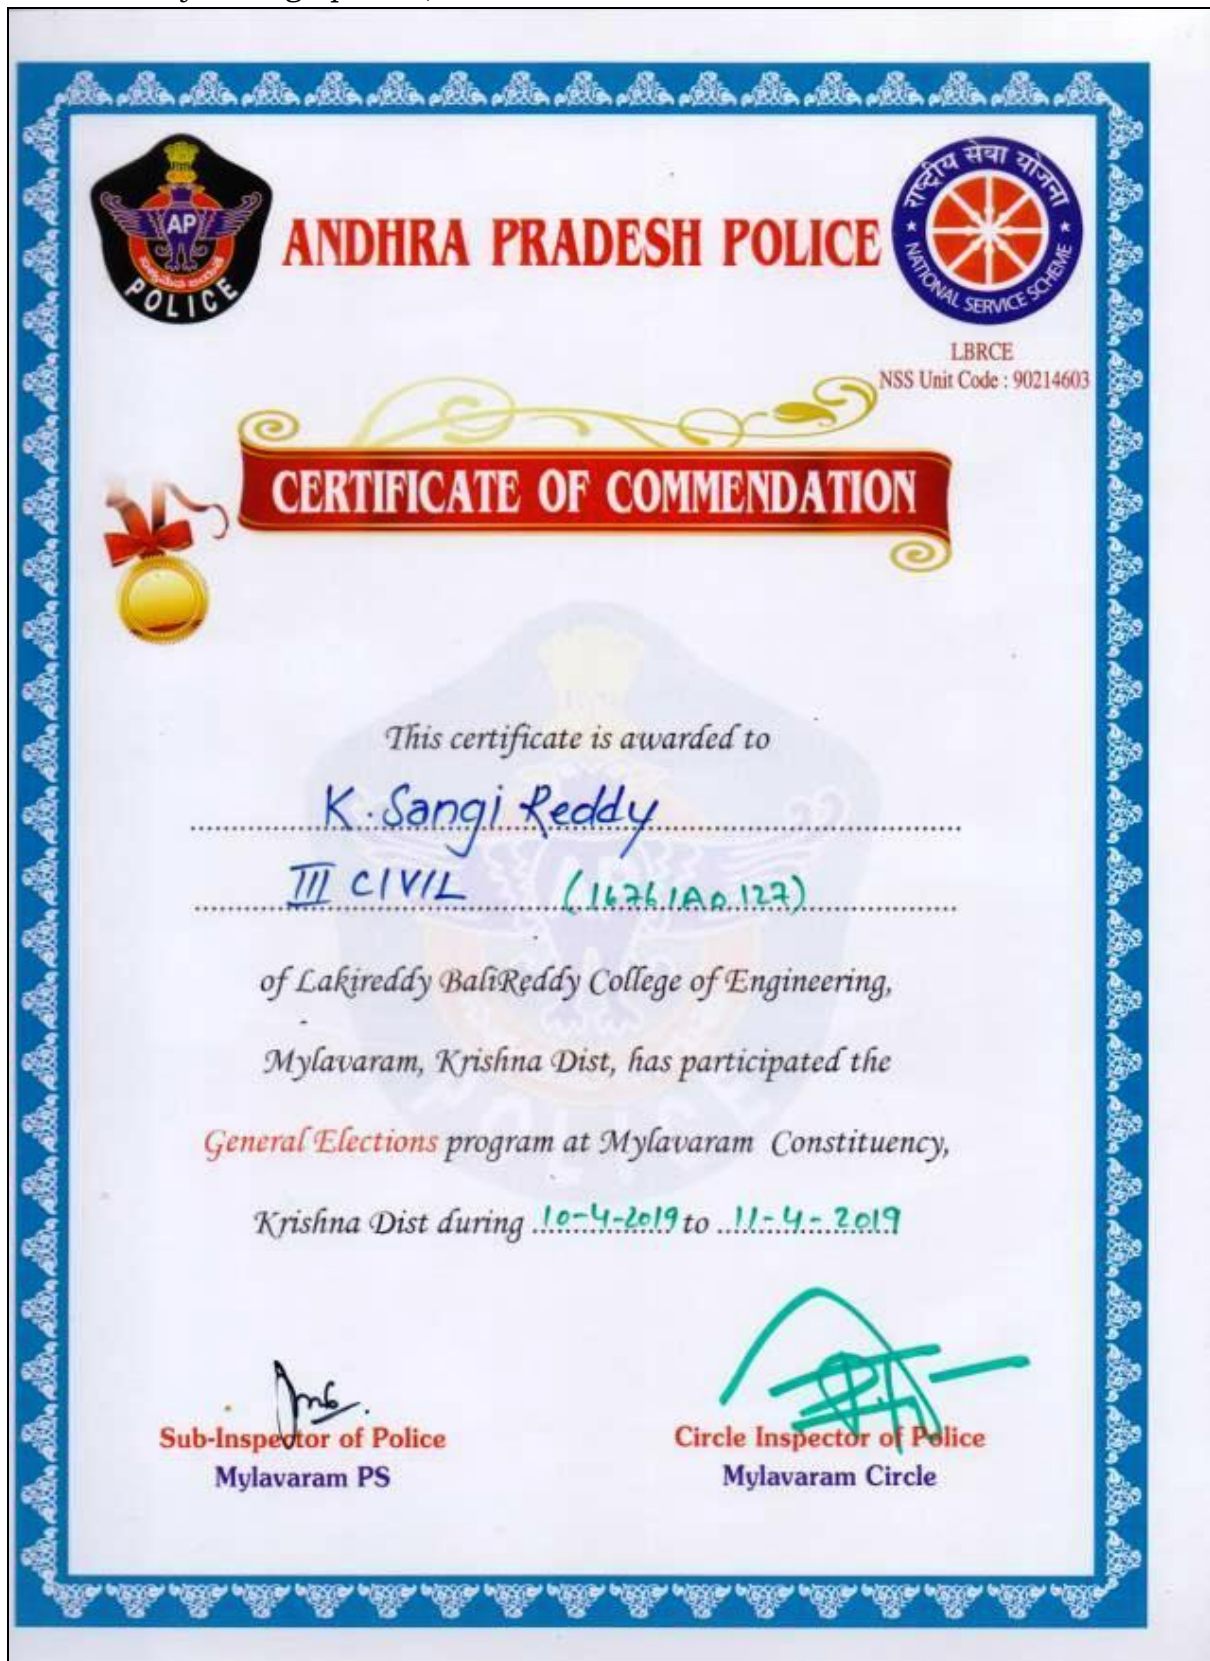 ANDHRA PRADESH POLICE
AP
POLICE
राष्ट्रीय सेवा योजना
NATIONAL SERVICE SCHEME
LBRCE
NSS Unit Code : 90214603
CERTIFICATE OF COMMENDATION
This certificate is awarded to
K. Sangi Reddy
III CIVIL (16761A0127)
of Lakireddy BaliReddy College of Engineering,
Mylavaram, Krishna Dist, has participated the
General Elections program at Mylavaram Constituency,
Krishna Dist during 10-4-2019 to 11-4-2019
Sub-Inspector of Police
Mylavaram PS
Circle Inspector of Police
Mylavaram Circle